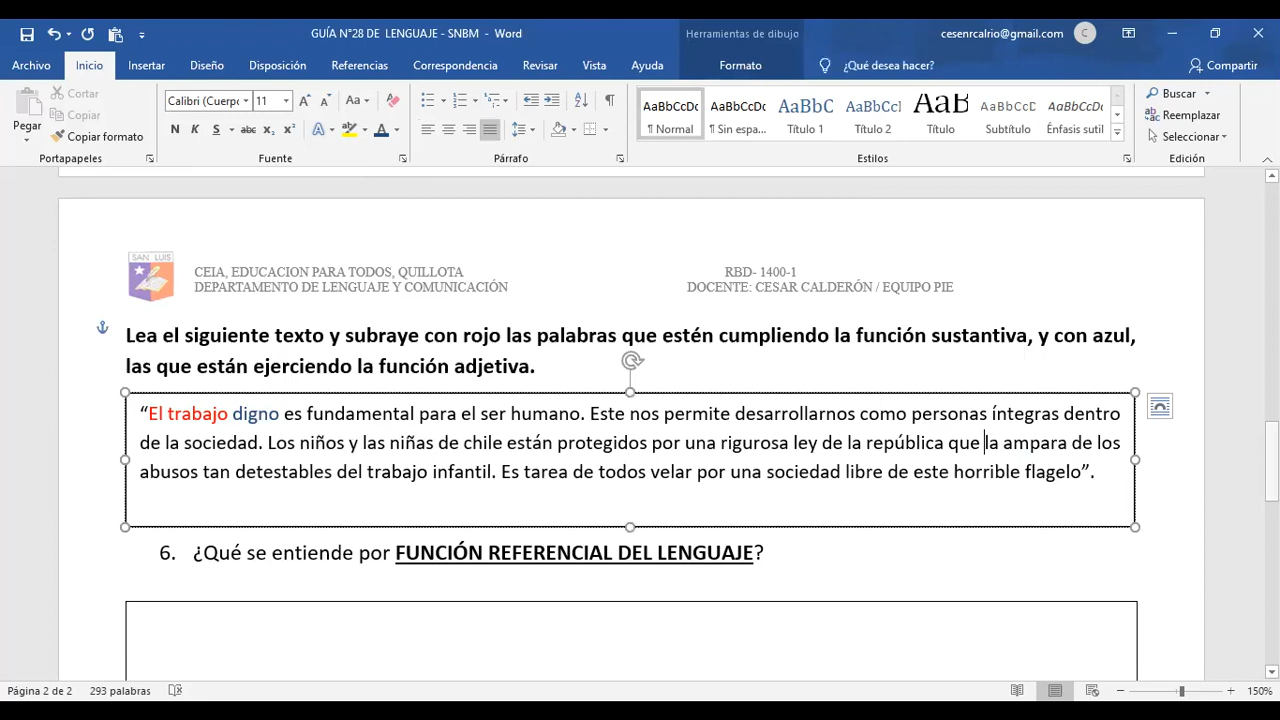 GUÍA N°28 DE LENGUAJE - SNBM - Word
Herramientas de dibujo
cesenrcalrio@gmail.com
C
Archivo Inicio Insertar Diseño Disposición Referencias Correspondencia Revisar Vista Ayuda Formato ¿Qué desea hacer? Compartir
Pegar
Cortar
Copiar
Copiar formato
Portapapeles
Calibri (Cuerpo 11
N K S abc x₂ x²
Fuente
Párrafo
AaBbCcDc AaBbCcDc AaBbC AaBbCcC AaB AaBbCcD AaBbCcDc
¶ Normal ¶ Sin espa... Título 1 Título 2 Título Subtítulo Énfasis sutil
Estilos
Buscar
Reemplazar
Seleccionar
Edición
SAN LUIS
CEIA, EDUCACION PARA TODOS, QUILLOTA RBD- 1400-1
DEPARTAMENTO DE LENGUAJE Y COMUNICACIÓN DOCENTE: CESAR CALDERÓN / EQUIPO PIE
Lea el siguiente texto y subraye con rojo las palabras que estén cumpliendo la función sustantiva, y con azul,
las que están ejerciendo la función adjetiva.
“El trabajo digno es fundamental para el ser humano. Este nos permite desarrollarnos como personas íntegras dentro
de la sociedad. Los niños y las niñas de chile están protegidos por una rigurosa ley de la república que la ampara de los
abusos tan detestables del trabajo infantil. Es tarea de todos velar por una sociedad libre de este horrible flagelo”.
6. ¿Qué se entiende por FUNCIÓN REFERENCIAL DEL LENGUAJE?
Página 2 de 2 293 palabras 150%